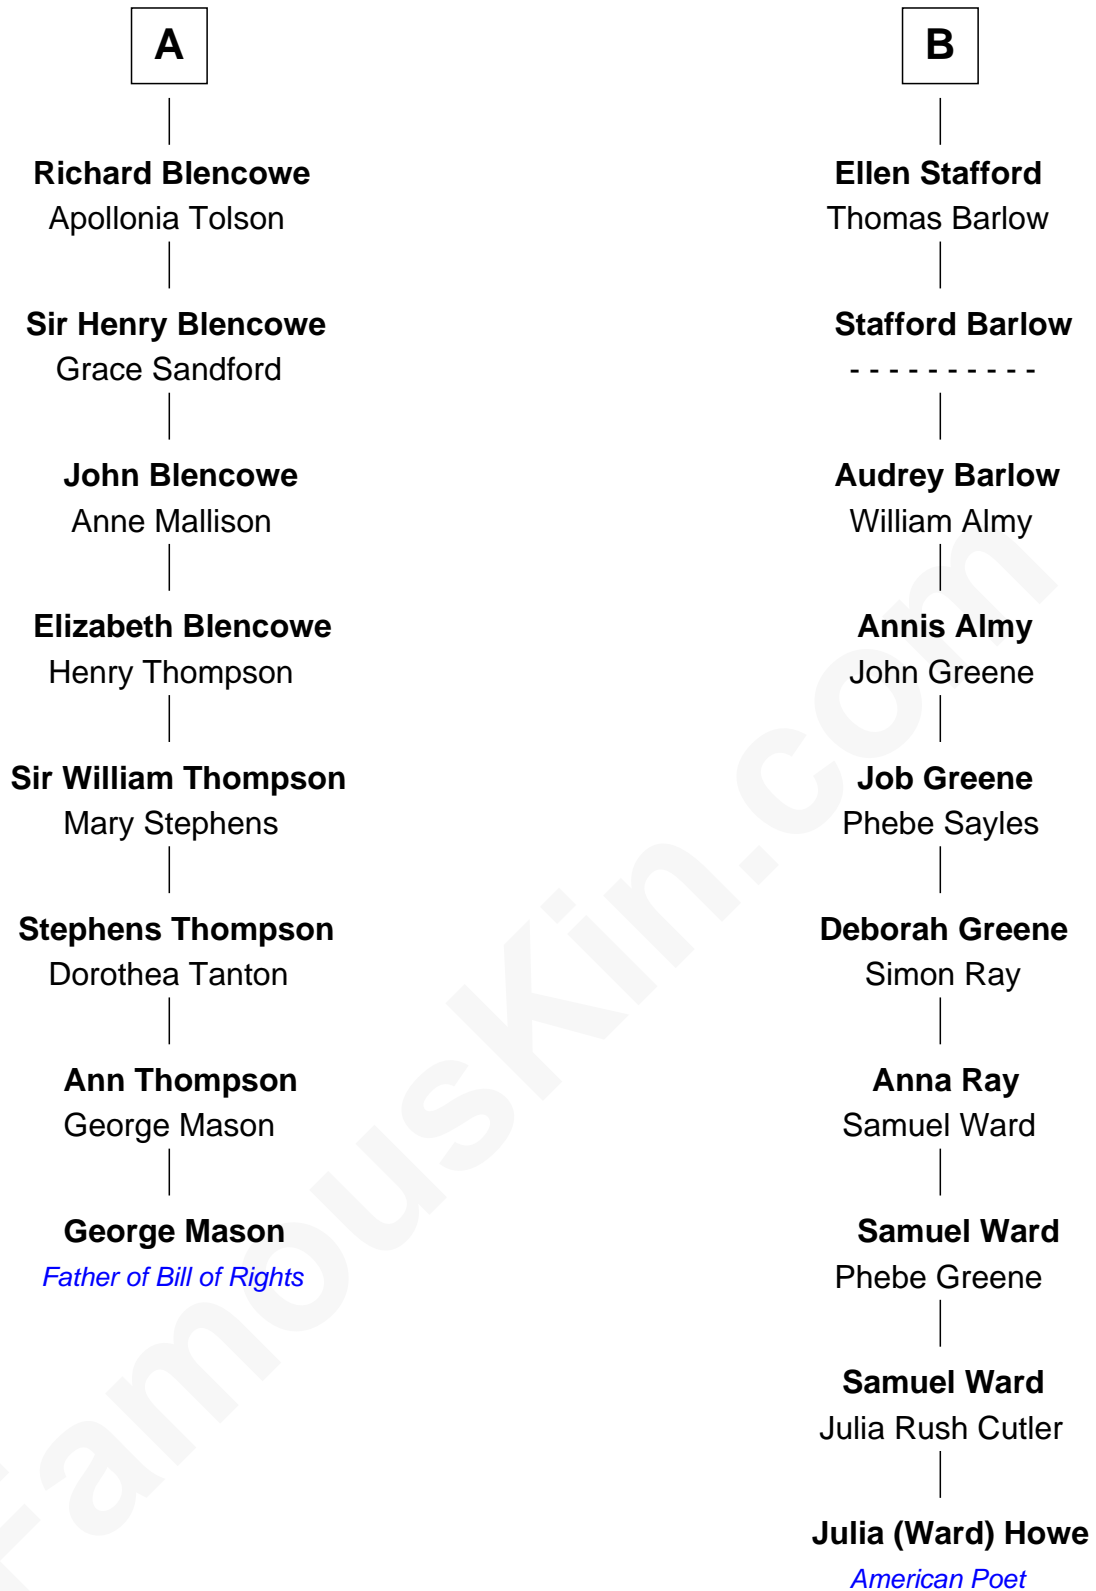 A
Richard Blencowe
Apollonia Tolson
Sir Henry Blencowe
Grace Sandford
John Blencowe
Anne Mallison
Elizabeth Blencowe
Henry Thompson
Sir William Thompson
Mary Stephens
Stephens Thompson
Dorothea Tanton
Ann Thompson
George Mason
George Mason
Father of Bill of Rights
B
Ellen Stafford
Thomas Barlow
Stafford Barlow
- - - - - - - - - -
Audrey Barlow
William Almy
Annis Almy
John Greene
Job Greene
Phebe Sayles
Deborah Greene
Simon Ray
Anna Ray
Samuel Ward
Samuel Ward
Phebe Greene
Samuel Ward
Julia Rush Cutler
Julia (Ward) Howe
American Poet
FamousKin.com